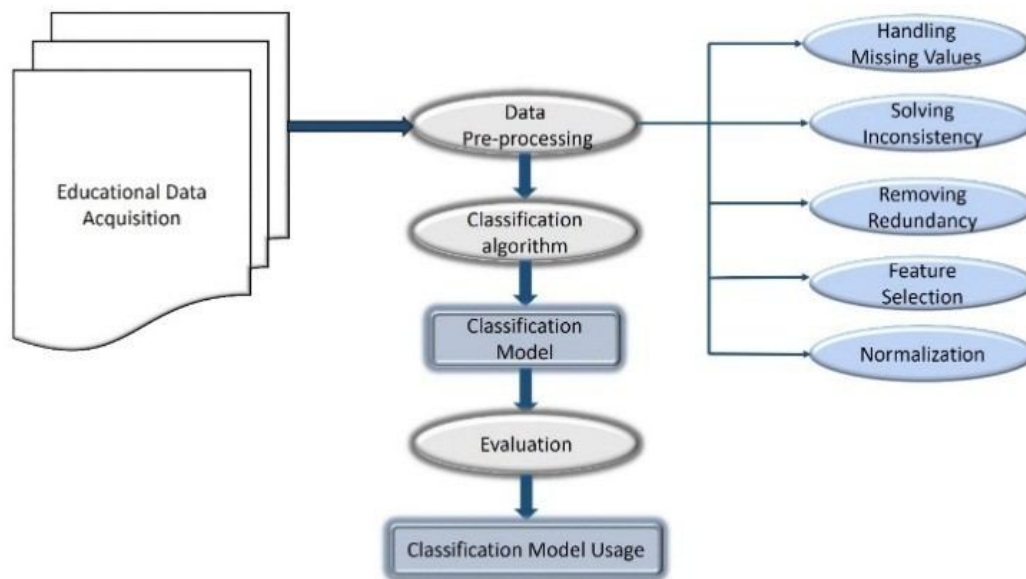 Educational Data
Acquisition
Data
Pre-processing
Classification
algorithm
Classification
Model
Evaluation
Classification Model Usage
Handling
Missing Values
Solving
Inconsistency
Removing
Redundancy
Feature
Selection
Normalization